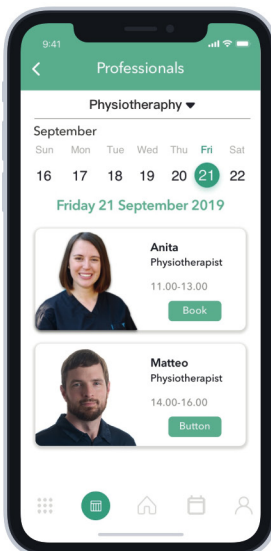 9:41
Professionals
Physiotheraphy
September
Sun Mon Tue Wed Thu Fri Sat
16 17 18 19 20 21 22
Friday 21 September 2019
Anita
Physiotherapist
11.00-13.00
Book
Matteo
Physiotherapist
14.00-16.00
Button